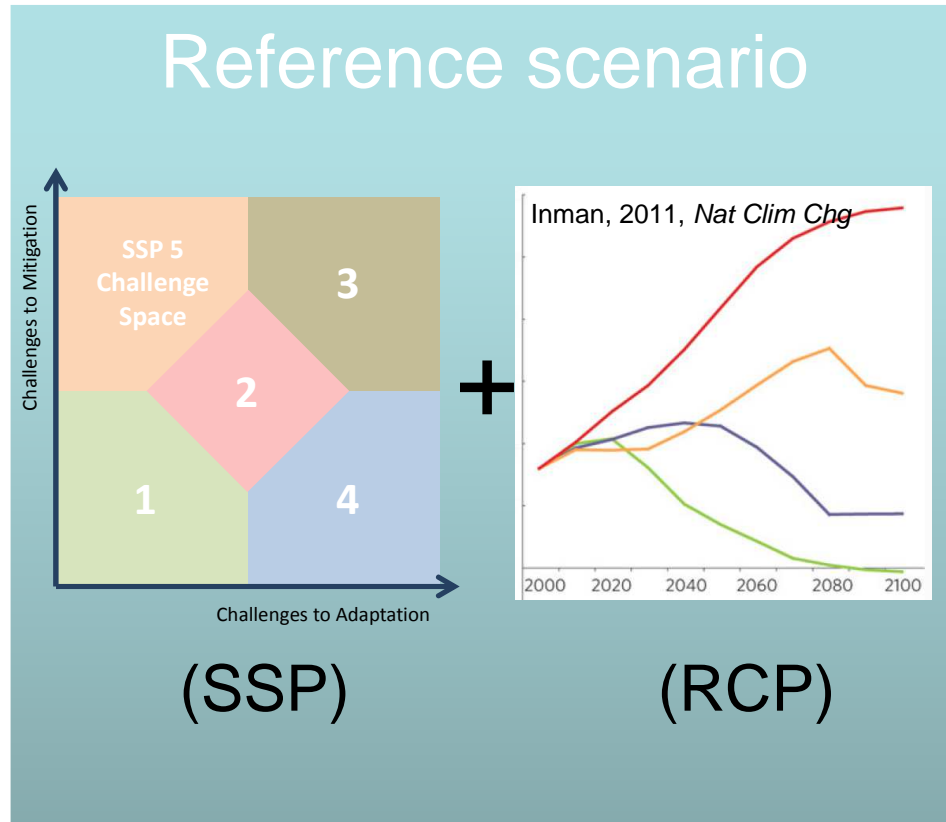 Reference scenario
Challenges to Mitigation
SSP 5
Challenge
Space
3
2
1
4
Challenges to Adaptation
(SSP)
+
Inman, 2011, Nat Clim Chg
2000 2020 2040 2060 2080 2100
(RCP)